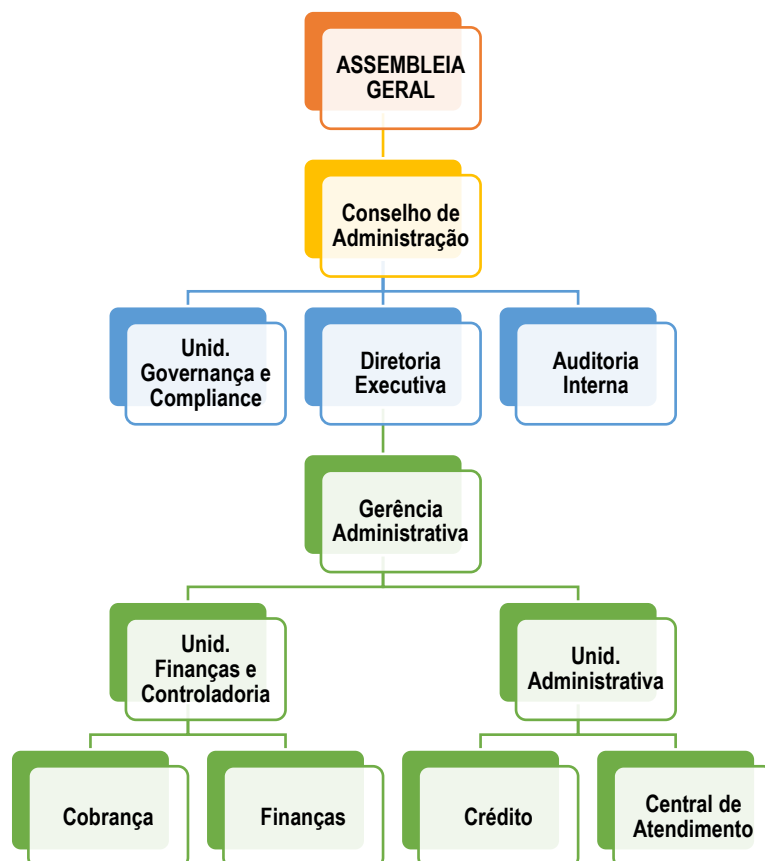 ASSEMBLEIA
GERAL
Conselho de
Administração
Unid.
Governança e
Compliance
Diretoria
Executiva
Auditoria
Interna
Gerência
Administrativa
Unid.
Finanças e
Controladoria
Unid.
Administrativa
Cobrança
Finanças
Crédito
Central de
Atendimento